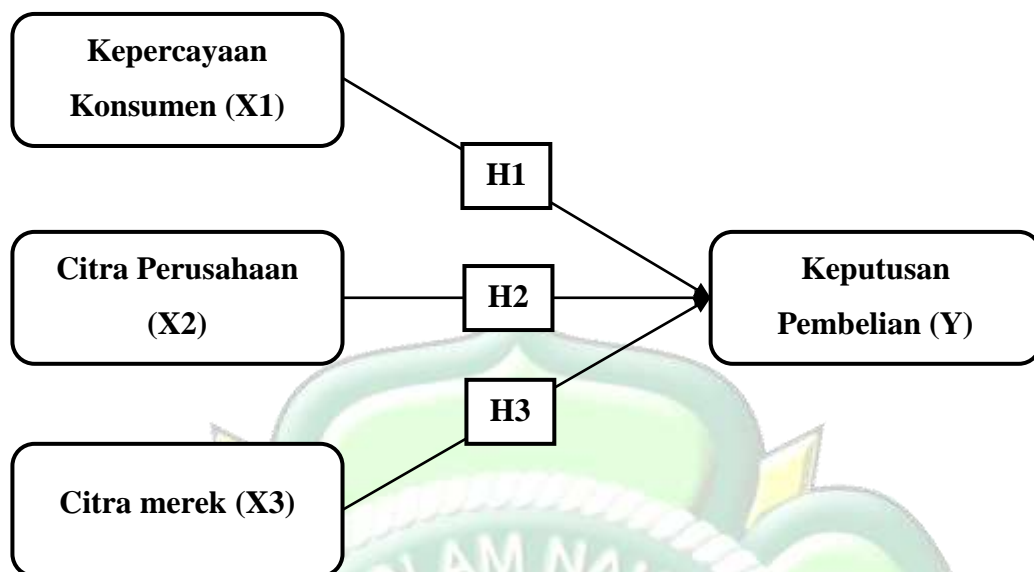 Kepercayaan
Konsumen (X1)
H1
Citra Perusahaan
(X2)
H2
Keputusan
Pembelian (Y)
H3
Citra merek (X3)